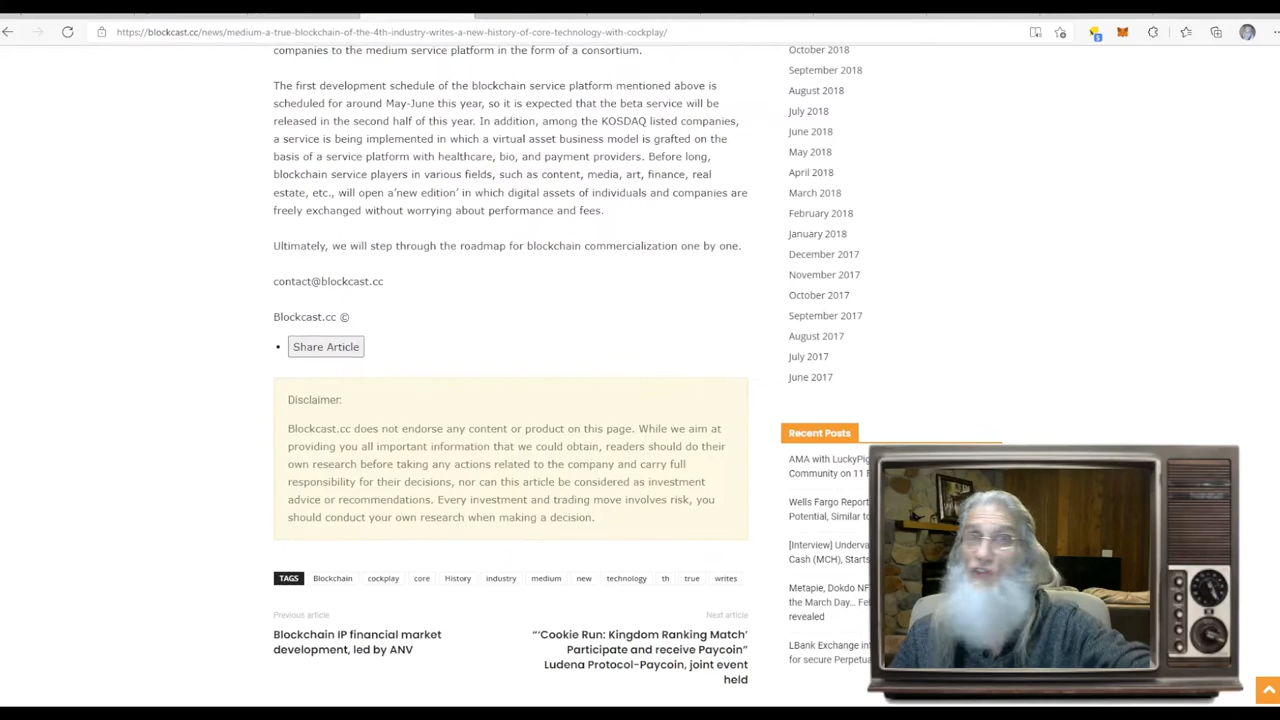 https://blockcast.cc/news/medium-a-true-blockchain-of-the-4th-industry-writes-a-new-history-of-core-technology-with-cockplay/
companies to the medium service platform in the form of a consortium.
The first development schedule of the blockchain service platform mentioned above is
scheduled for around May-June this year, so it is expected that the beta service will be
released in the second half of this year. In addition, among the KOSDAQ listed companies,
a service is being implemented in which a virtual asset business model is grafted on the
basis of a service platform with healthcare, bio, and payment providers. Before long,
blockchain service players in various fields, such as content, media, art, finance, real
estate, etc., will open a'new edition' in which digital assets of individuals and companies are
freely exchanged without worrying about performance and fees.
Ultimately, we will step through the roadmap for blockchain commercialization one by one.
contact@blockcast.cc
Blockcast.cc ©
Share Article
Disclaimer:
Blockcast.cc does not endorse any content or product on this page. While we aim at
providing you all important information that we could obtain, readers should do their
own research before taking any actions related to the company and carry full
responsibility for their decisions, nor can this article be considered as investment
advice or recommendations. Every investment and trading move involves risk, you
should conduct your own research when making a decision.
TAGS Blockchain cockplay core History industry medium new technology th true writes
Previous article
Blockchain IP financial market
development, led by ANV
Next article
“‘Cookie Run: Kingdom Ranking Match’
Participate and receive Paycoin”
Ludena Protocol-Paycoin, joint event
held
October 2018
September 2018
August 2018
July 2018
June 2018
May 2018
April 2018
March 2018
February 2018
January 2018
December 2017
November 2017
October 2017
September 2017
August 2017
July 2017
June 2017
Recent Posts
AMA with LuckyPig
Community on 11 F
Wells Fargo Report
Potential, Similar to
[Interview] Underva
Cash (MCH), Starts
Metapie, Dokdo NF
the March Day… Fe
revealed
LBank Exchange in
for secure Perpetua